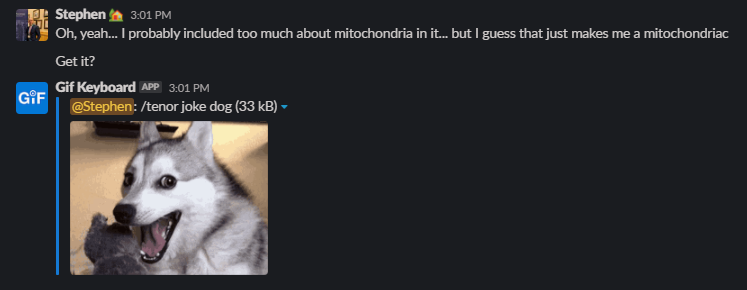 Stephen 🏡 3:01 PM
Oh, yeah... I probably included too much about mitochondria in it... but I guess that just makes me a mitochondriac
Get it?
GIF
Gif Keyboard APP 3:01 PM
@Stephen: /tenor joke dog (33 kB)